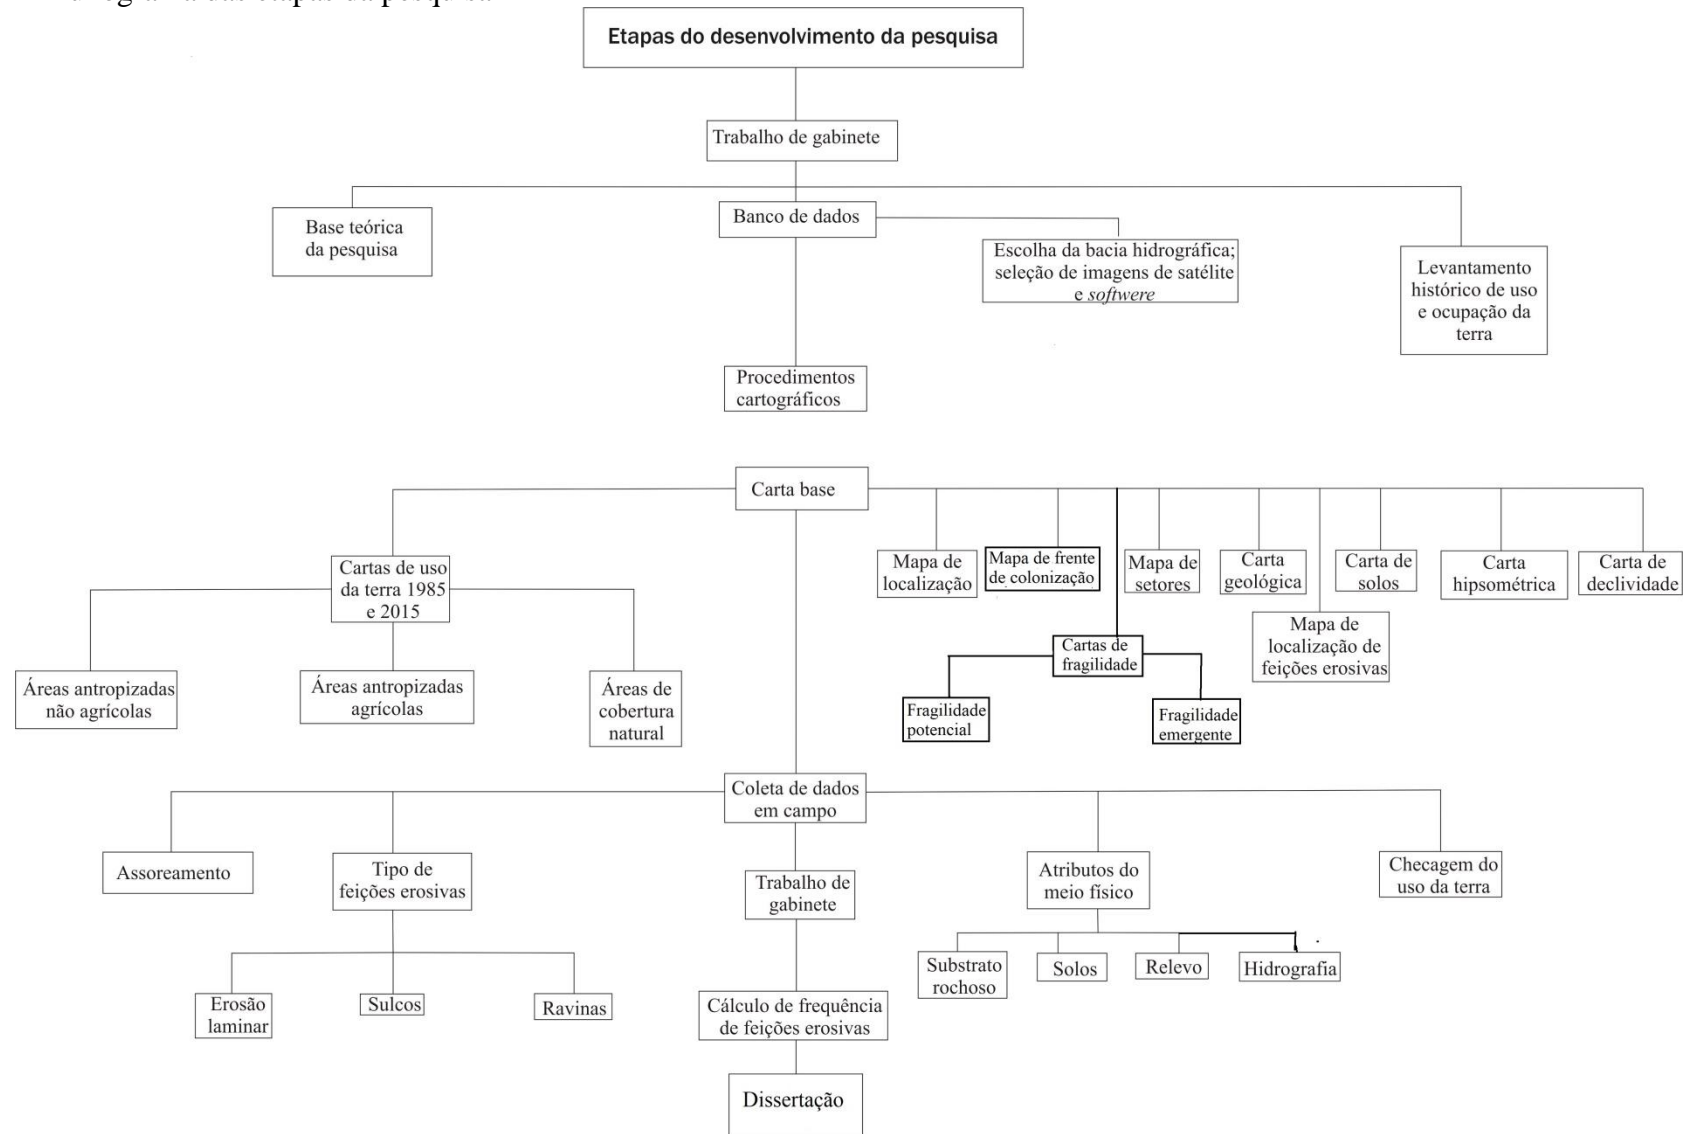 das etapas da pesquisa
Etapas do desenvolvimento da pesquisa
Trabalho de gabinete
Base teórica
da pesquisa
Banco de dados
Escolha da bacia hidrográfica;
seleção de imagens de satélite
e softwere
Levantamento
histórico de uso
e ocupação da
terra
Procedimentos
cartográficos
Carta base
Cartas de uso
da terra 1985
e 2015
Mapa de
localização
Mapa de frente
de colonização
Mapa de
setores
Carta
geológica
Carta de
solos
Carta
hipsométrica
Carta de
declividade
Mapa de
localização de
feições erosivas
Cartas de
fragilidade
Áreas antropizadas
não agrícolas
Áreas antropizadas
agrícolas
Áreas de
cobertura
natural
Fragilidade
potencial
Fragilidade
emergente
Coleta de dados
em campo
Assoreamento
Tipo de
feições erosivas
Trabalho de
gabinete
Atributos do
meio físico
Checagem do
uso da terra
Erosão
laminar
Sulcos
Ravinas
Substrato
rochoso
Solos
Relevo
Hidrografia
Cálculo de frequência
de feições erosivas
Dissertação